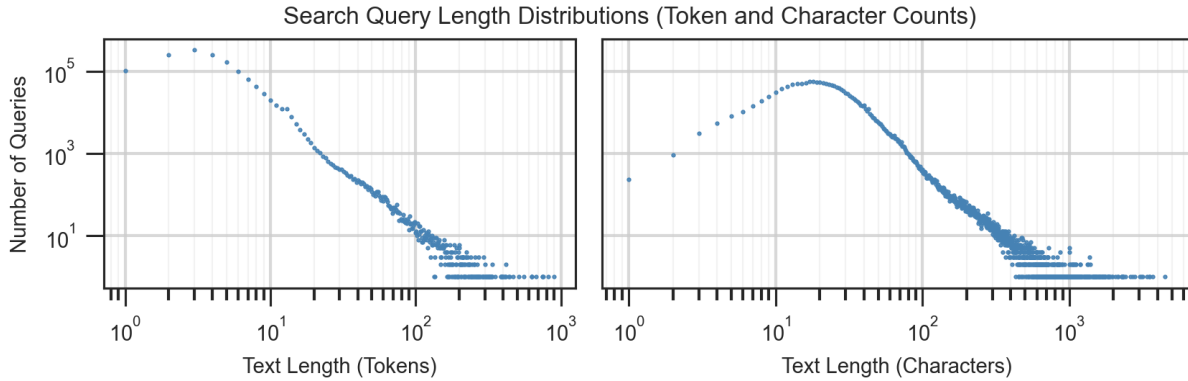 Search Query Length Distributions (Token and Character Counts)
Number of Queries
10^5
10^3
10^1
10^0 10^1 10^2 10^3
10^0 10^1 10^2 10^3
Text Length (Tokens)
Text Length (Characters)